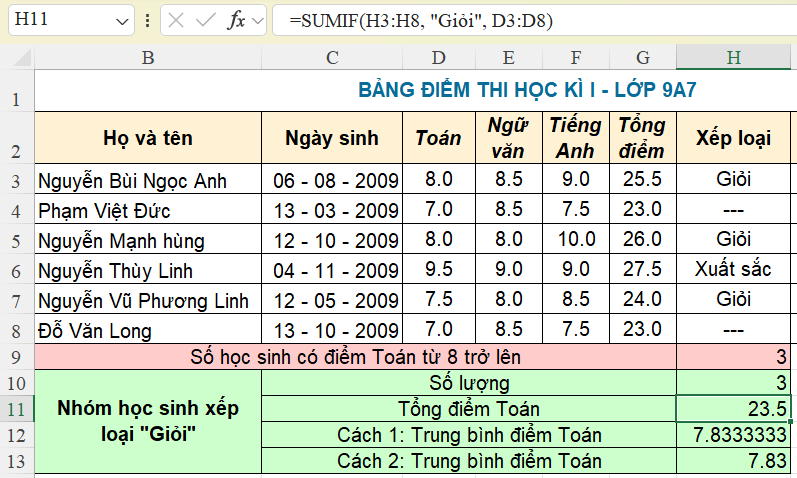 H11 fx =SUMIF(H3:H8, "Giỏi", D3:D8)
B C D E F G H
1 BẢNG ĐIỂM THI HỌC KÌ I - LỚP 9A7
2 Họ và tên Ngày sinh Toán Ngữ văn Tiếng Anh Tổng điểm Xếp loại
3 Nguyễn Bùi Ngọc Anh 06 - 08 - 2009 8.0 8.5 9.0 25.5 Giỏi
4 Phạm Việt Đức 13 - 03 - 2009 7.0 8.5 7.5 23.0 ---
5 Nguyễn Mạnh hùng 12 - 10 - 2009 8.0 8.0 10.0 26.0 Giỏi
6 Nguyễn Thùy Linh 04 - 11 - 2009 9.5 9.0 9.0 27.5 Xuất sắc
7 Nguyễn Vũ Phương Linh 12 - 05 - 2009 7.5 8.0 8.5 24.0 Giỏi
8 Đỗ Văn Long 13 - 10 - 2009 7.0 8.5 7.5 23.0 ---
9 Số học sinh có điểm Toán từ 8 trở lên 3
10 Nhóm học sinh xếp loại "Giỏi" Số lượng 3
11 Tổng điểm Toán 23.5
12 Cách 1: Trung bình điểm Toán 7.8333333
13 Cách 2: Trung bình điểm Toán 7.83